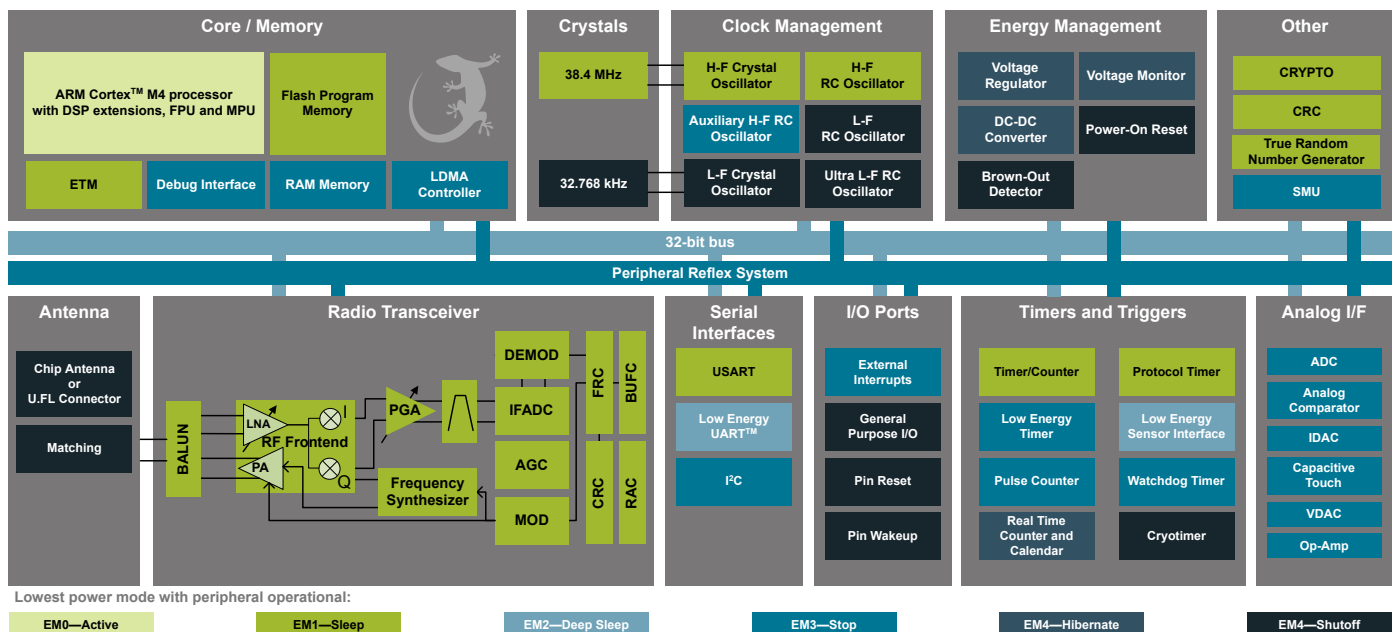 Core / Memory
ARM Cortex™ M4 processor
with DSP extensions, FPU and MPU
Flash Program
Memory
ETM
Debug Interface
RAM Memory
LDMA
Controller
Crystals
38.4 MHz
32.768 kHz
Clock Management
H-F Crystal
Oscillator
H-F
RC Oscillator
Auxiliary H-F RC
Oscillator
L-F
RC Oscillator
L-F Crystal
Oscillator
Ultra L-F RC
Oscillator
Energy Management
Voltage
Regulator
Voltage Monitor
DC-DC
Converter
Power-On Reset
Brown-Out
Detector
Other
CRYPTO
CRC
True Random
Number Generator
SMU
32-bit bus
Peripheral Reflex System
Antenna
Chip Antenna
or
U.FL Connector
Matching
Radio Transceiver
BALUN
LNA
RF Frontend
PA
I
Q
PGA
Frequency
Synthesizer
DEMOD
IFADC
AGC
MOD
FRC
BUFC
CRC
RAC
Serial
Interfaces
USART
Low Energy
UART™
I²C
I/O Ports
External
Interrupts
General
Purpose I/O
Pin Reset
Pin Wakeup
Timers and Triggers
Timer/Counter
Protocol Timer
Low Energy
Timer
Low Energy
Sensor Interface
Pulse Counter
Watchdog Timer
Real Time
Counter and
Calendar
Cryotimer
Analog I/F
ADC
Analog
Comparator
IDAC
Capacitive
Touch
VDAC
Op-Amp
Lowest power mode with peripheral operational:
EM0—Active
EM1—Sleep
EM2—Deep Sleep
EM3—Stop
EM4—Hibernate
EM4—Shutoff